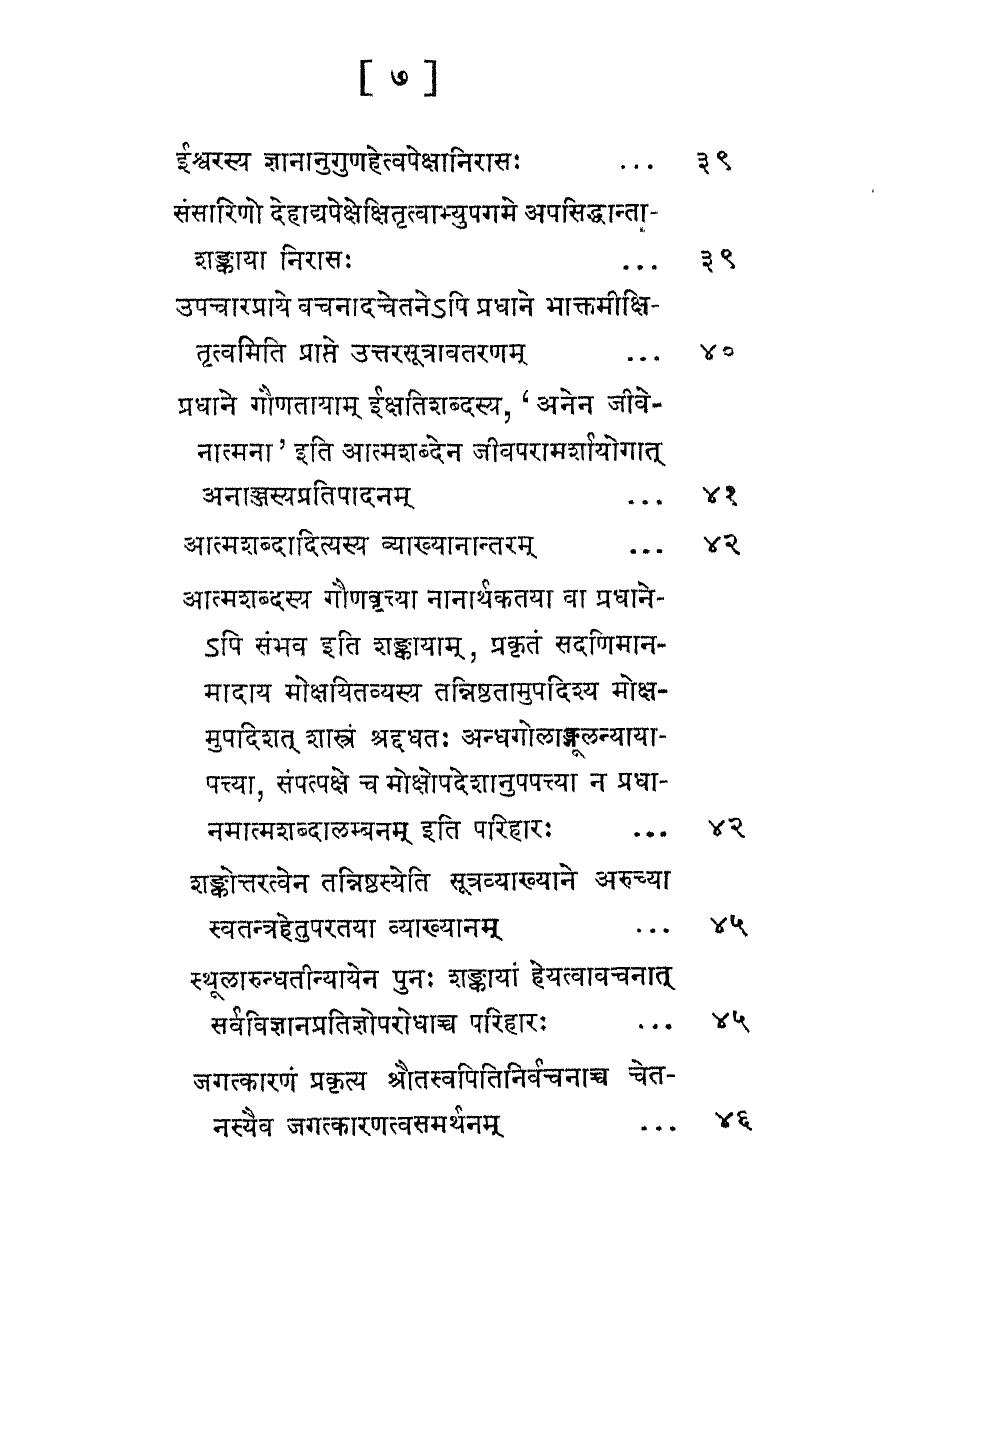 [ ७ ]
ईश्वरस्य ज्ञानानुगुणहेत्वपेक्षानिरासः ... ३९
संसारिणो देहाद्यपेक्षेक्षितृत्वाभ्युपगमे अपसिद्धान्ता-
शङ्काया निरासः ... ३९
उपचारप्राये वचनादचेतनेऽपि प्रधाने भाक्तमीक्षि-
तृत्वमिति प्राप्ते उत्तरसूत्रावतरणम् ... ४०
प्रधाने गौणतायाम् ईक्षतिशब्दस्य, ‘अनेन जीवे-
नात्मना’ इति आत्मशब्देन जीवपरामर्शायोगात्
अनाञ्जस्यप्रतिपादनम् ... ४१
आत्मशब्दादित्यस्य व्याख्यानान्तरम् ... ४२
आत्मशब्दस्य गौणवृत्त्या नानार्थकतया वा प्रधाने-
ऽपि संभव इति शङ्कायाम्, प्रकृतं सदणिमान-
मादाय मोक्षयितव्यस्य तन्निष्ठतामुपदिश्य मोक्ष-
मुपदिशत् शास्त्रं श्रद्दधतः अन्धगोलाङ्गूलन्याया-
पत्त्या, संपत्पक्षे च मोक्षोपदेशानुपपत्त्या न प्रधा-
नमात्मशब्दालम्बनम् इति परिहारः ... ४२
शङ्कोत्तरत्वेन तन्निष्ठस्येति सूत्रव्याख्याने अरुच्या
स्वतन्त्रहेतुपरतया व्याख्यानम् ... ४५
स्थूलारुन्धतीन्यायेन पुनः शङ्कायां हेयत्वावचनात्
सर्वविज्ञानप्रतिज्ञोपरोधाच्च परिहारः ... ४५
जगत्कारणं प्रकृत्य श्रौतस्वपितिनिर्वचनाच्च चेत-
नस्यैव जगत्कारणत्वसमर्थनम् ... ४६